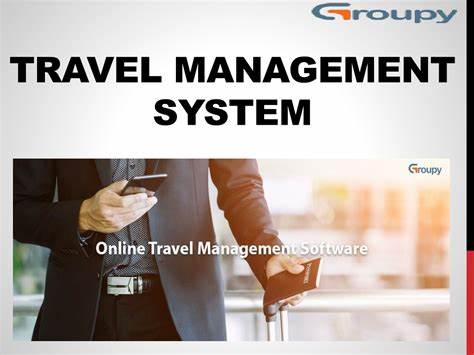 Groupy
TRAVEL MANAGEMENT
SYSTEM
Groupy
Online Travel Management Software